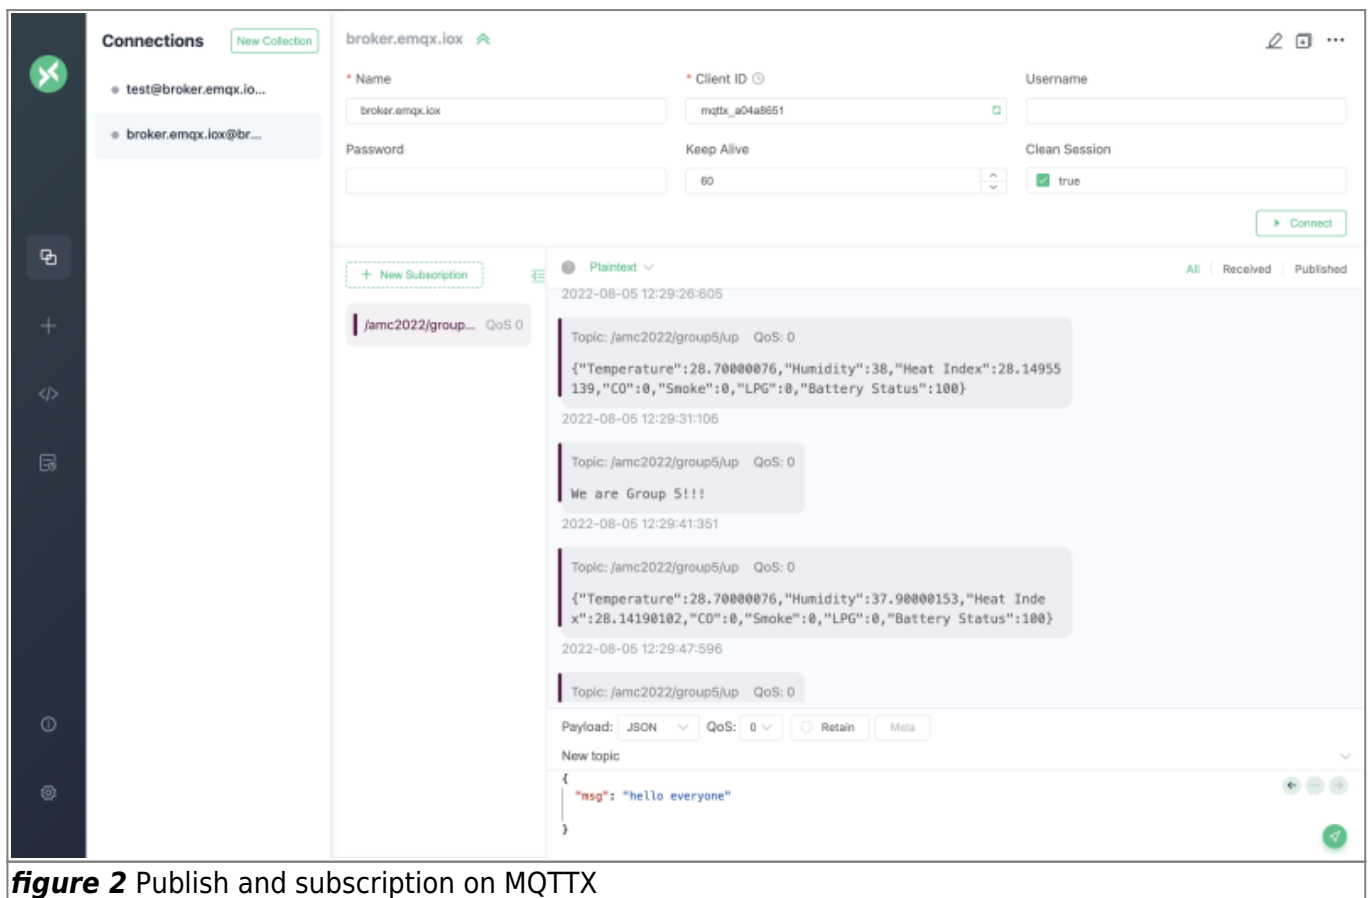 Connections
New Collection
test@broker.emqx.io...
broker.emqx.iox@br...
broker.emqx.iox
* Name
* Client ID
Username
broker.emqx.iox
mqttx_a04a8651
Password
Keep Alive
Clean Session
60
true
Connect
+ New Subscription
/amc2022/group... QoS 0
Plaintext
All Received Published
2022-08-05 12:29:26:605
Topic: /amc2022/group5/up QoS: 0
{"Temperature":28.70000076,"Humidity":38,"Heat Index":28.14955
139,"CO":0,"Smoke":0,"LPG":0,"Battery Status":100}
2022-08-05 12:29:31:106
Topic: /amc2022/group5/up QoS: 0
We are Group 5!!!
2022-08-05 12:29:41:351
Topic: /amc2022/group5/up QoS: 0
{"Temperature":28.70000076,"Humidity":37.90000153,"Heat Inde
x":28.14190102,"CO":0,"Smoke":0,"LPG":0,"Battery Status":100}
2022-08-05 12:29:47:596
Topic: /amc2022/group5/up QoS: 0
Payload: JSON QoS: 0 Retain Meta
New topic
{
"msg": "hello everyone"
}
figure 2 Publish and subscription on MQTTX